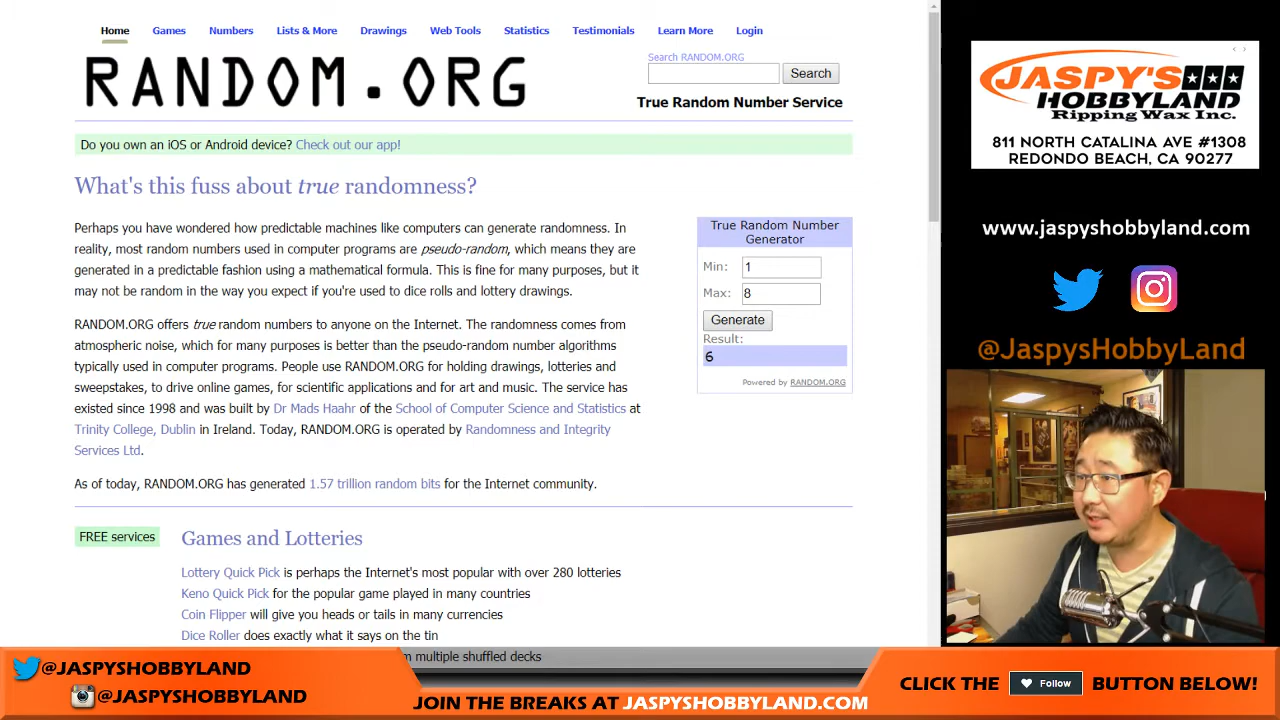 Home Games Numbers Lists & More Drawings Web Tools Statistics Testimonials Learn More Login
RANDOM.ORG
Search RANDOM.ORG
Search
True Random Number Service
Do you own an iOS or Android device? Check out our app!
What's this fuss about true randomness?
Perhaps you have wondered how predictable machines like computers can generate randomness. In
reality, most random numbers used in computer programs are pseudo-random, which means they are
generated in a predictable fashion using a mathematical formula. This is fine for many purposes, but it
may not be random in the way you expect if you're used to dice rolls and lottery drawings.
RANDOM.ORG offers true random numbers to anyone on the Internet. The randomness comes from
atmospheric noise, which for many purposes is better than the pseudo-random number algorithms
typically used in computer programs. People use RANDOM.ORG for holding drawings, lotteries and
sweepstakes, to drive online games, for scientific applications and for art and music. The service has
existed since 1998 and was built by Dr Mads Haahr of the School of Computer Science and Statistics at
Trinity College, Dublin in Ireland. Today, RANDOM.ORG is operated by Randomness and Integrity
Services Ltd.
As of today, RANDOM.ORG has generated 1.57 trillion random bits for the Internet community.
True Random Number
Generator
Min: 1
Max: 8
Generate
Result:
6
Powered by RANDOM.ORG
FREE services
Games and Lotteries
Lottery Quick Pick is perhaps the Internet's most popular with over 280 lotteries
Keno Quick Pick for the popular game played in many countries
Coin Flipper will give you heads or tails in many currencies
Dice Roller does exactly what it says on the tin
multiple shuffled decks
JASPY'S
HOBBYLAND
Ripping Wax Inc.
811 NORTH CATALINA AVE #1308
REDONDO BEACH, CA 90277
www.jaspyshobbyland.com
@JaspysHobbyLand
@JASPYSHOBBYLAND
@JASPYSHOBBYLAND
JOIN THE BREAKS AT JASPYSHOBBYLAND.COM
CLICK THE Follow BUTTON BELOW!